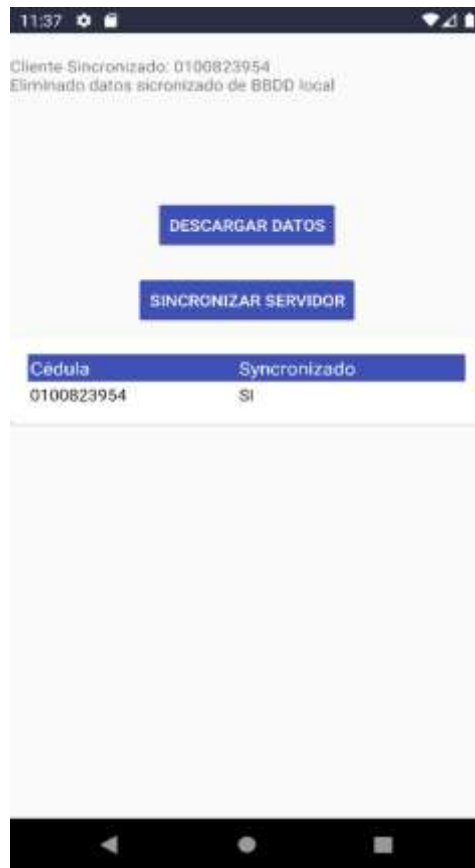 11:37
Cliente Sincronizado: 0100823954
Eliminado datos sicronizado de BBDD local
DESCARGAR DATOS
SINCRONIZAR SERVIDOR
Cédula Syncronizado
0100823954 SI